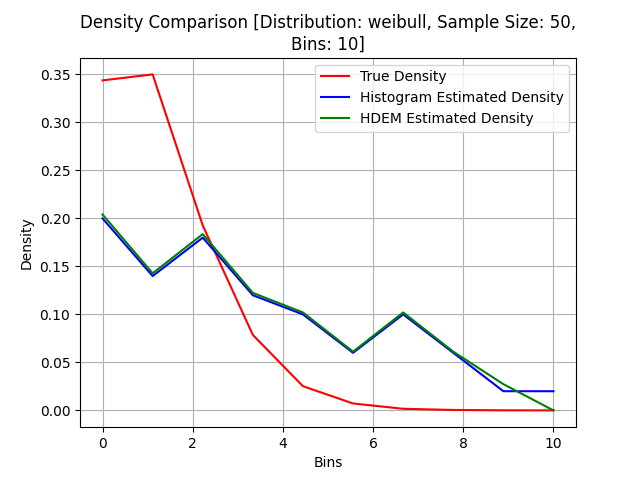 Density Comparison [Distribution: weibull, Sample Size: 50,
Bins: 10]
True Density
Histogram Estimated Density
HDEM Estimated Density
Density
0.35
0.30
0.25
0.20
0.15
0.10
0.05
0.00
0 2 4 6 8 10
Bins